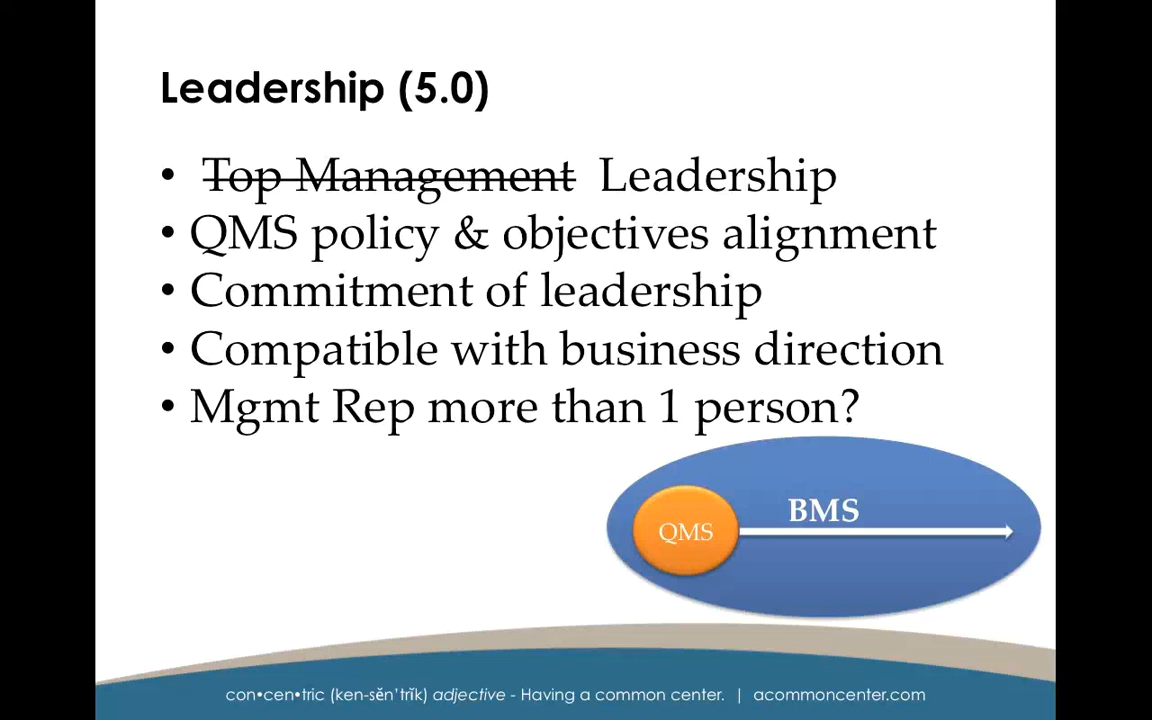 Leadership (5.0)
• Top Management Leadership
• QMS policy & objectives alignment
• Commitment of leadership
• Compatible with business direction
• Mgmt Rep more than 1 person?
BMS
QMS
con•cen•tric (ken-sĕn'trĭk) adjective - Having a common center. | acommoncenter.com